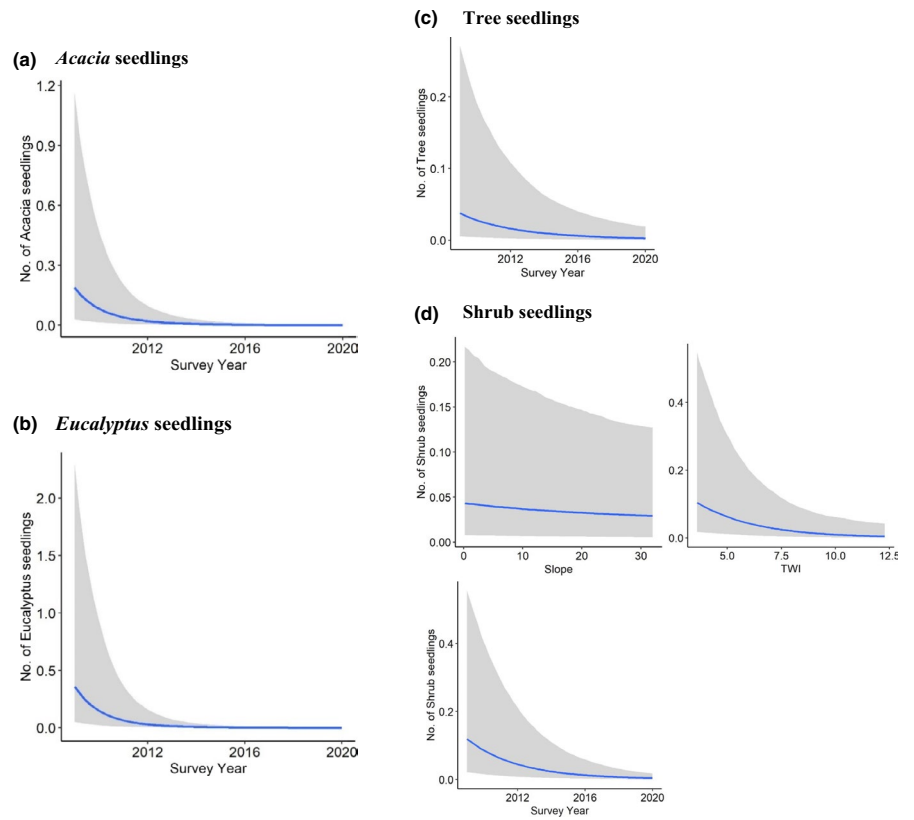 (a) Acacia seedlings
No. of Acacia seedlings
1.2
0.9
0.6
0.3
0.0
2012 2016 2020
Survey Year
(b) Eucalyptus seedlings
No. of Eucalyptus seedlings
2.0
1.5
1.0
0.5
0.0
2012 2016 2020
Survey Year
(c) Tree seedlings
No. of Tree seedlings
0.2
0.1
0.0
2012 2016 2020
Survey Year
(d) Shrub seedlings
No. of Shrub seedlings
0.20
0.15
0.10
0.05
0.00
0 10 20 30
Slope
No. of Shrub seedlings
0.4
0.2
0.0
5.0 7.5 10.0 12.5
TWI
No. of Shrub seedlings
0.4
0.2
0.0
2012 2016 2020
Survey Year